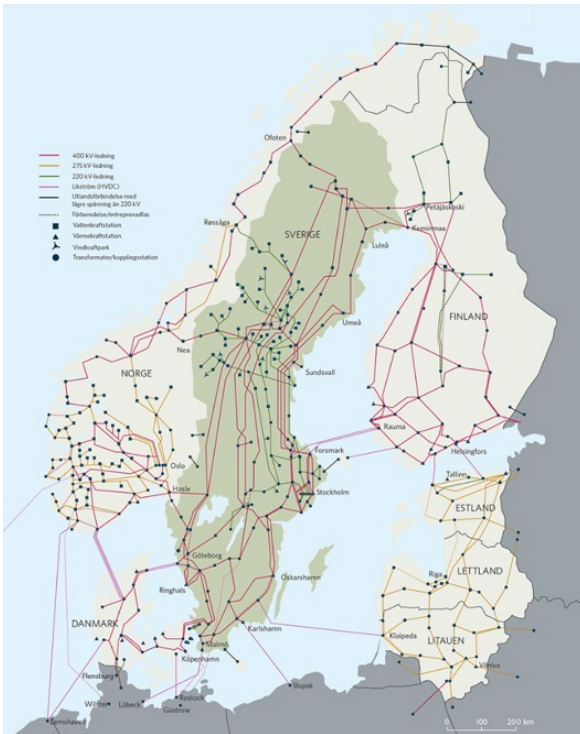 400 kV-ledning
275 kV-ledning
220 kV-ledning
Likström (HVDC)
Utlandsförbindelse med
lägre spänning än 220 kV
Förberedelse/entreprenadfas
Vattenkraftstation
Värmekraftstation
Vindkraftpark
Transformator/kopplingsstation
Ofoten
Røssåga
SVERIGE
Petäjäskoski
Keminmaa
Luleå
FINLAND
Umeå
Nea
NORGE
Sundsvall
Rauma
Forsmark
Helsingfors
Oslo
Tallinn
Hasle
Stockholm
ESTLAND
Göteborg
LETTLAND
Riga
Oskarshamn
Ringhals
DANMARK
Karlshamn
Klaipeda
LITAUEN
Malmö
Köpenhamn
Vilnius
Flensburg
Slupsk
Rostock
Lübeck
Güstrow
Eemshaven
0 100 200 km